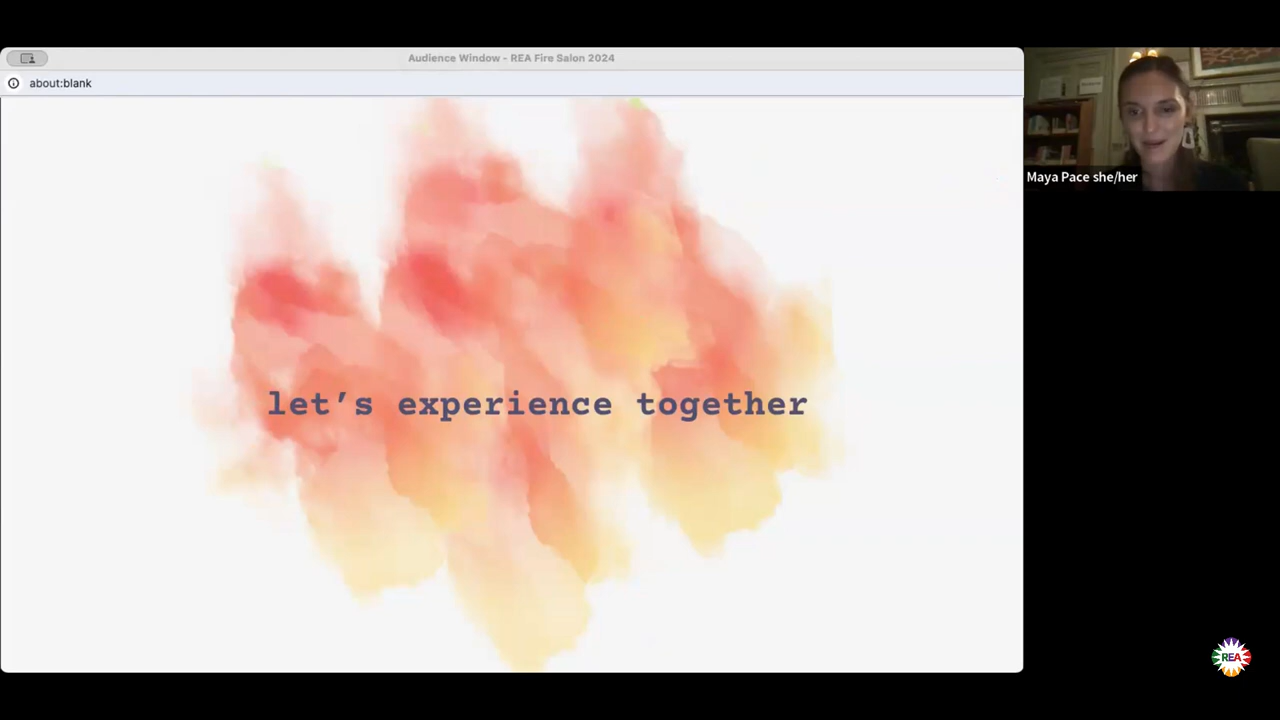 Audience Window - REA Fire Salon 2024
about:blank
let’s experience together
Maya Pace she/her
REA